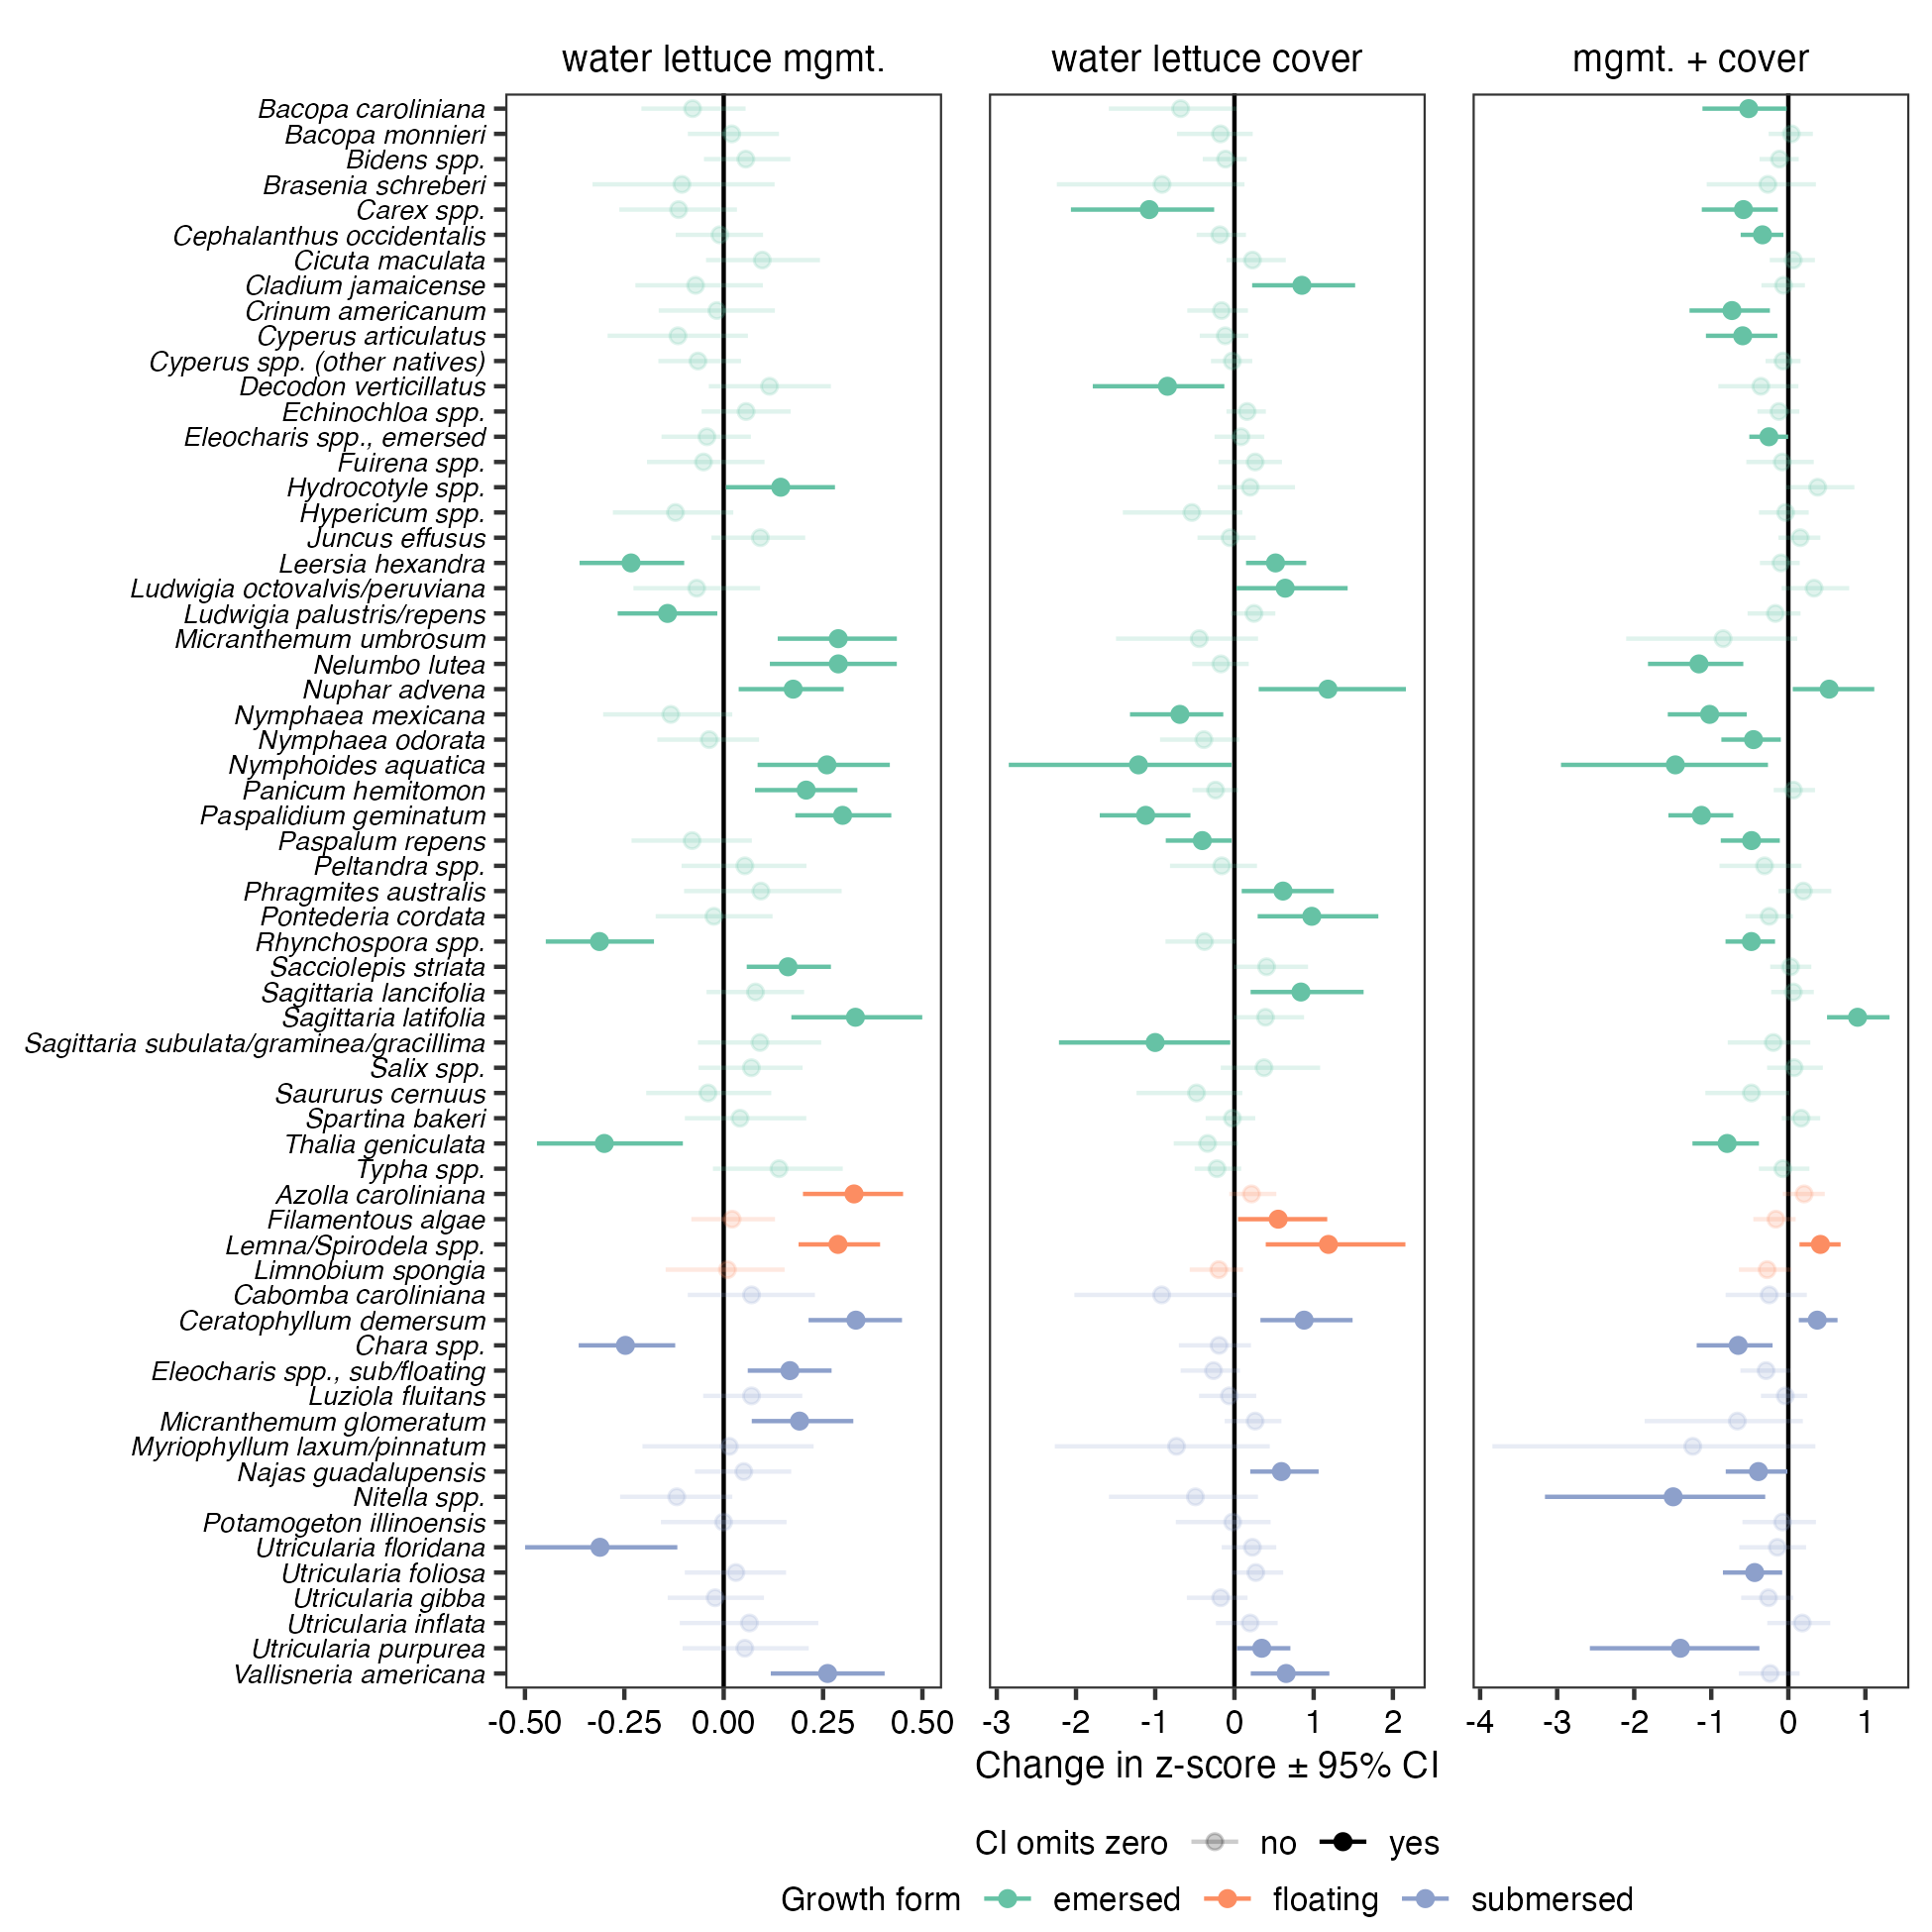 water lettuce mgmt. water lettuce cover mgmt. + cover
Bacopa caroliniana
Bacopa monnieri
Bidens spp.
Brasenia schreberi
Carex spp.
Cephalanthus occidentalis
Cicuta maculata
Cladium jamaicense
Crinum americanum
Cyperus articulatus
Cyperus spp. (other natives)
Decodon verticillatus
Echinochloa spp.
Eleocharis spp., emersed
Fuirena spp.
Hydrocotyle spp.
Hypericum spp.
Juncus effusus
Leersia hexandra
Ludwigia octovalvis/peruviana
Ludwigia palustris/repens
Micranthemum umbrosum
Nelumbo lutea
Nuphar advena
Nymphaea mexicana
Nymphaea odorata
Nymphoides aquatica
Panicum hemitomon
Paspalidium geminatum
Paspalum repens
Peltandra spp.
Phragmites australis
Pontederia cordata
Rhynchospora spp.
Sacciolepis striata
Sagittaria lancifolia
Sagittaria latifolia
Sagittaria subulata/graminea/gracillima
Salix spp.
Saururus cernuus
Spartina bakeri
Thalia geniculata
Typha spp.
Azolla caroliniana
Filamentous algae
Lemna/Spirodela spp.
Limnobium spongia
Cabomba caroliniana
Ceratophyllum demersum
Chara spp.
Eleocharis spp., sub/floating
Luziola fluitans
Micranthemum glomeratum
Myriophyllum laxum/pinnatum
Najas guadalupensis
Nitella spp.
Potamogeton illinoensis
Utricularia floridana
Utricularia foliosa
Utricularia gibba
Utricularia inflata
Utricularia purpurea
Vallisneria americana
-0.50 -0.25 0.00 0.25 0.50 -3 -2 -1 0 1 2 -4 -3 -2 -1 0 1
Change in z-score ± 95% CI
CI omits zero no yes
Growth form emersed floating submersed